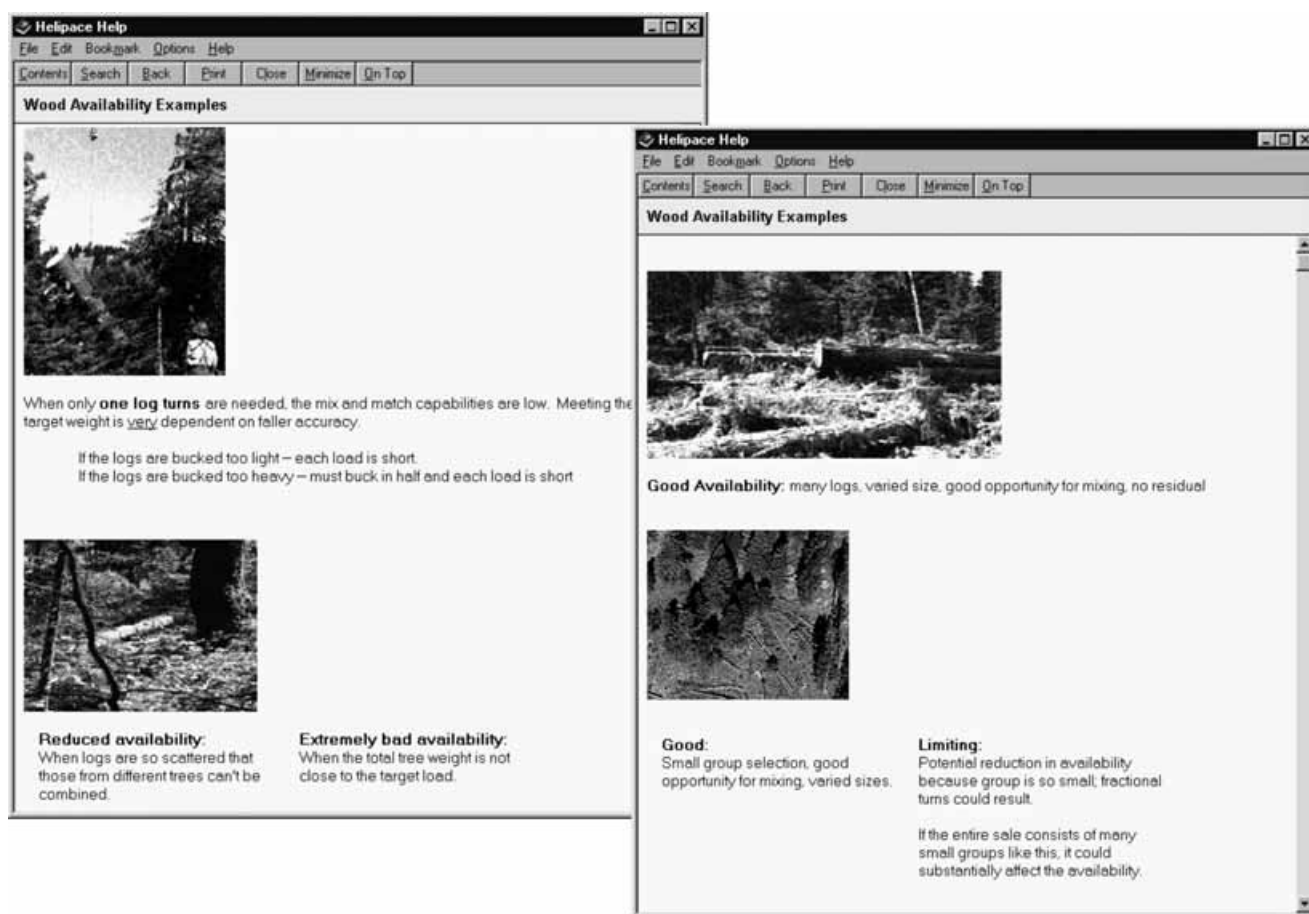 Helipace Help
File Edit Bookmark Options Help
Contents Search Back Print Close Minimize On Top
Wood Availability Examples
When only one log turns are needed, the mix and match capabilities are low. Meeting the
target weight is very dependent on faller accuracy.
If the logs are bucked too light – each load is short.
If the logs are bucked too heavy – must buck in half and each load is short
Reduced availability:
When logs are so scattered that
those from different trees can't be
combined.
Extremely bad availability:
When the total tree weight is not
close to the target load.
Helipace Help
File Edit Bookmark Options Help
Contents Search Back Print Close Minimize On Top
Wood Availability Examples
Good Availability: many logs, varied size, good opportunity for mixing, no residual
Good:
Small group selection, good
opportunity for mixing, varied sizes.
Limiting:
Potential reduction in availability
because group is so small; fractional
turns could result.
If the entire sale consists of many
small groups like this, it could
substantially affect the availability.